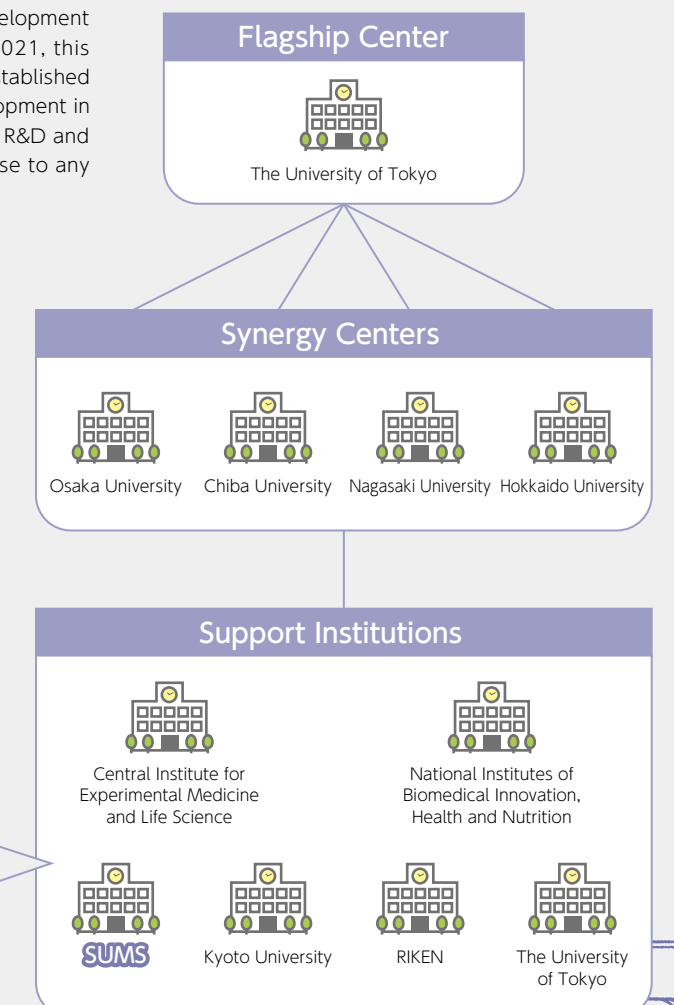 elopment
021, this
stablished
opment in
R&D and
se to any
Flagship Center
The University of Tokyo
Synergy Centers
Osaka University
Chiba University
Nagasaki University
Hokkaido University
Support Institutions
Central Institute for
Experimental Medicine
and Life Science
National Institutes of
Biomedical Innovation,
Health and Nutrition
SUMS
Kyoto University
RIKEN
The University
of Tokyo